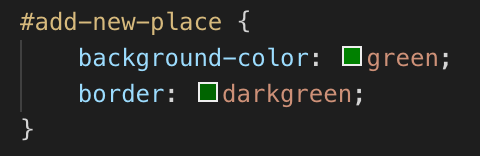 #add-new-place {
    background-color: green;
    border: darkgreen;
}